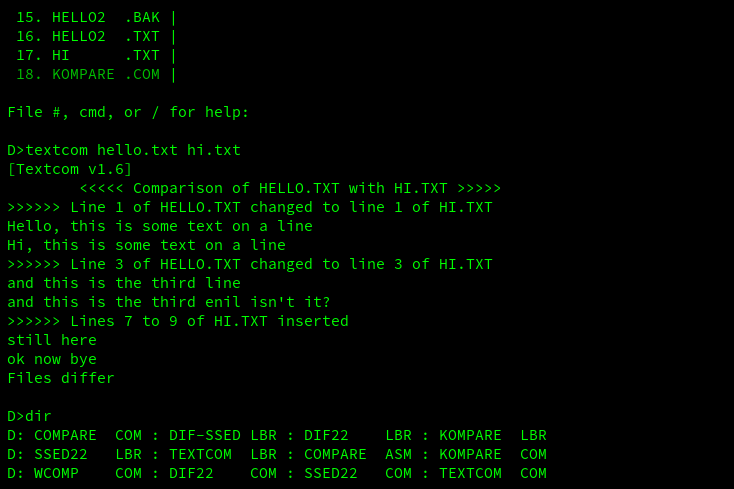 15. HELLO2  .BAK |
16. HELLO2  .TXT |
17. HI      .TXT |
18. KOMPARE .COM |
File #, cmd, or / for help:
D>textcom hello.txt hi.txt
[Textcom v1.6]
<<<<< Comparison of HELLO.TXT with HI.TXT >>>>>
>>>>>> Line 1 of HELLO.TXT changed to line 1 of HI.TXT
Hello, this is some text on a line
Hi, this is some text on a line
>>>>>> Line 3 of HELLO.TXT changed to line 3 of HI.TXT
and this is the third line
and this is the third enil isn't it?
>>>>>> Lines 7 to 9 of HI.TXT inserted
still here
ok now bye
Files differ
D>dir
D: COMPARE  COM : DIF-SSED LBR : DIF22    LBR : KOMPARE  LBR
D: SSED22   LBR : TEXTCOM  LBR : COMPARE  ASM : KOMPARE  COM
D: WCOMP    COM : DIF22    COM : SSED22   COM : TEXTCOM  COM